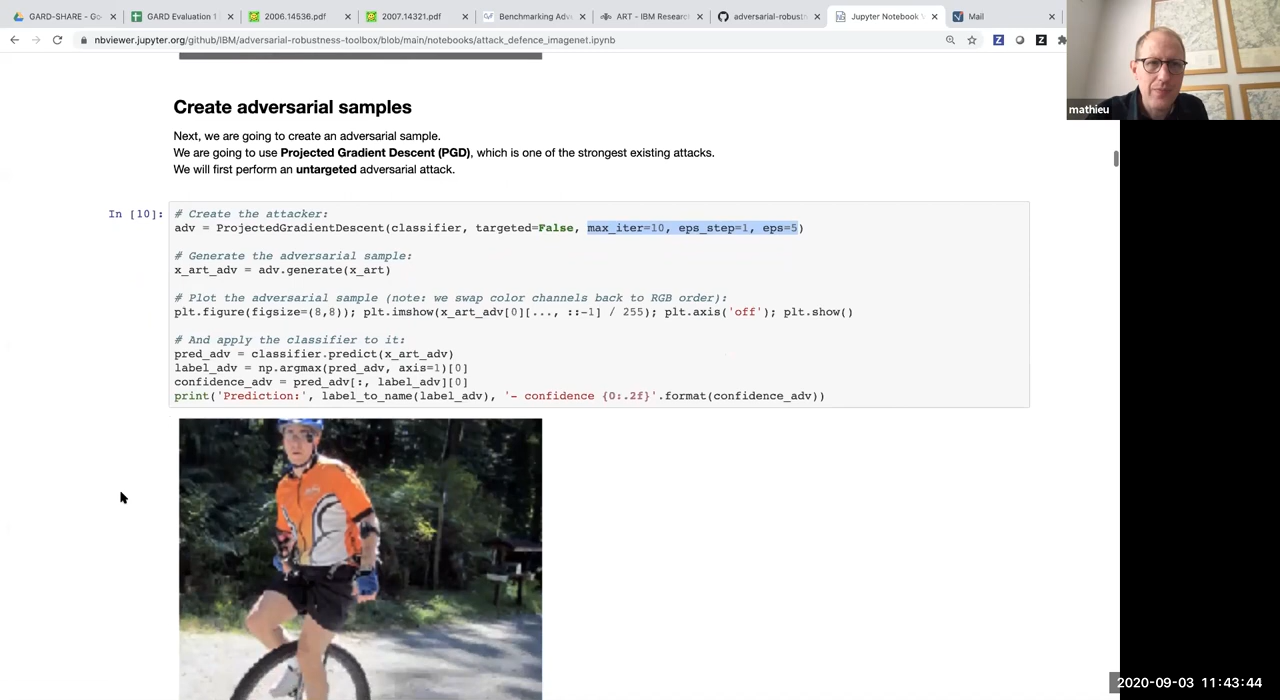 GARD-SHARE - Go
GARD Evaluation 1
2006.14536.pdf
2007.14321.pdf
Benchmarking Adv
ART - IBM Researc
adversarial-robustn
Jupyter Notebook V
Mail
nbviewer.jupyter.org/github/IBM/adversarial-robustness-toolbox/blob/main/notebooks/attack_defence_imagenet.ipynb
mathieu
Create adversarial samples
Next, we are going to create an adversarial sample.
We are going to use Projected Gradient Descent (PGD), which is one of the strongest existing attacks.
We will first perform an untargeted adversarial attack.
In [10]:
# Create the attacker:
adv = ProjectedGradientDescent(classifier, targeted=False, max_iter=10, eps_step=1, eps=5)
# Generate the adversarial sample:
x_art_adv = adv.generate(x_art)
# Plot the adversarial sample (note: we swap color channels back to RGB order):
plt.figure(figsize=(8,8)); plt.imshow(x_art_adv[0][..., ::-1] / 255); plt.axis('off'); plt.show()
# And apply the classifier to it:
pred_adv = classifier.predict(x_art_adv)
label_adv = np.argmax(pred_adv, axis=1)[0]
confidence_adv = pred_adv[:, label_adv][0]
print('Prediction:', label_to_name(label_adv), '- confidence {0:.2f}'.format(confidence_adv))
2020-09-03 11:43:44